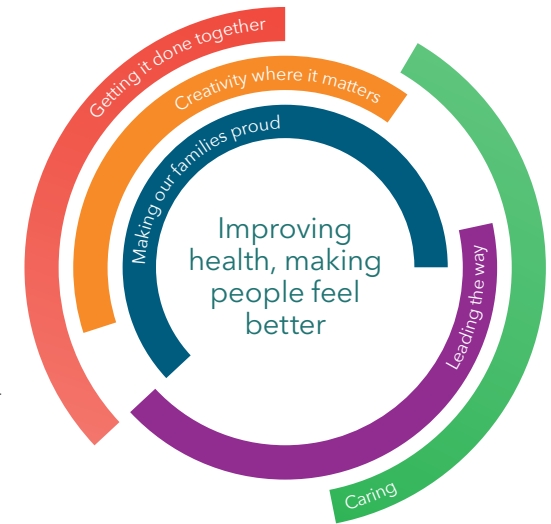 Getting it done together
Creativity where it matters
Making our families proud
Improving
health, making
people feel
better
Leading the way
Caring